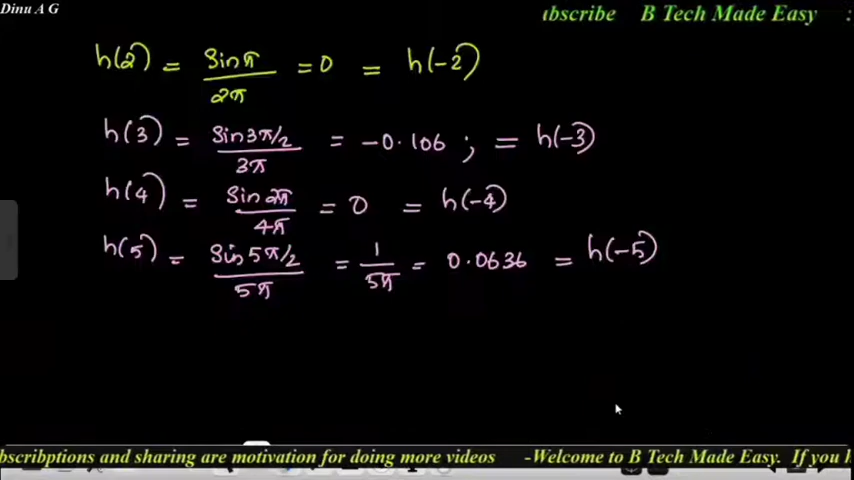 Dinu A G
ibscribe B Tech Made Easy :
h(2) = sinπ/2π = 0 = h(-2)
h(3) = sin3π/2/3π = -0.106 ; = h(-3)
h(4) = sin2π/4π = 0 = h(-4)
h(5) = sin5π/2/5π = 1/5π = 0.0636 = h(-5)
bscribptions and sharing are motivation for doing more videos -Welcome to B Tech Made Easy. If you h